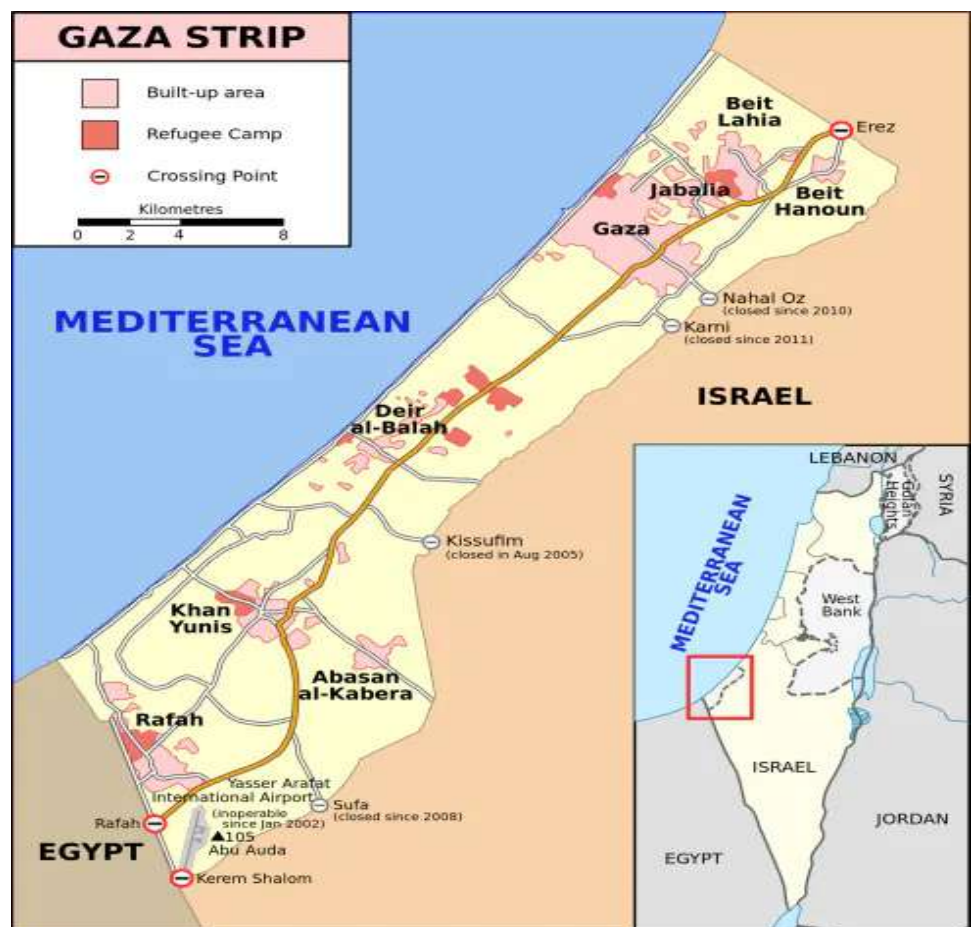 GAZA STRIP
Built-up area
Refugee Camp
Crossing Point
Kilometres
0 2 4 8
MEDITERRANEAN
SEA
Beit
Lahia
Erez
Jabalia
Beit
Hanoun
Gaza
Nahal Oz
(closed since 2010)
Karni
(closed since 2011)
ISRAEL
Deir
al-Balah
Kissufim
(closed in Aug 2005)
Khan
Yunis
Abasan
al-Kabera
Rafah
Yasser Arafat
International Airport
(inoperable
since Jan 2002)
Sufa
(closed since 2008)
Rafah
105
Abu Auda
EGYPT
Kerem Shalom
LEBANON
Golan
Heights
SYRIA
MEDITERRANEAN
SEA
West
Bank
ISRAEL
JORDAN
EGYPT